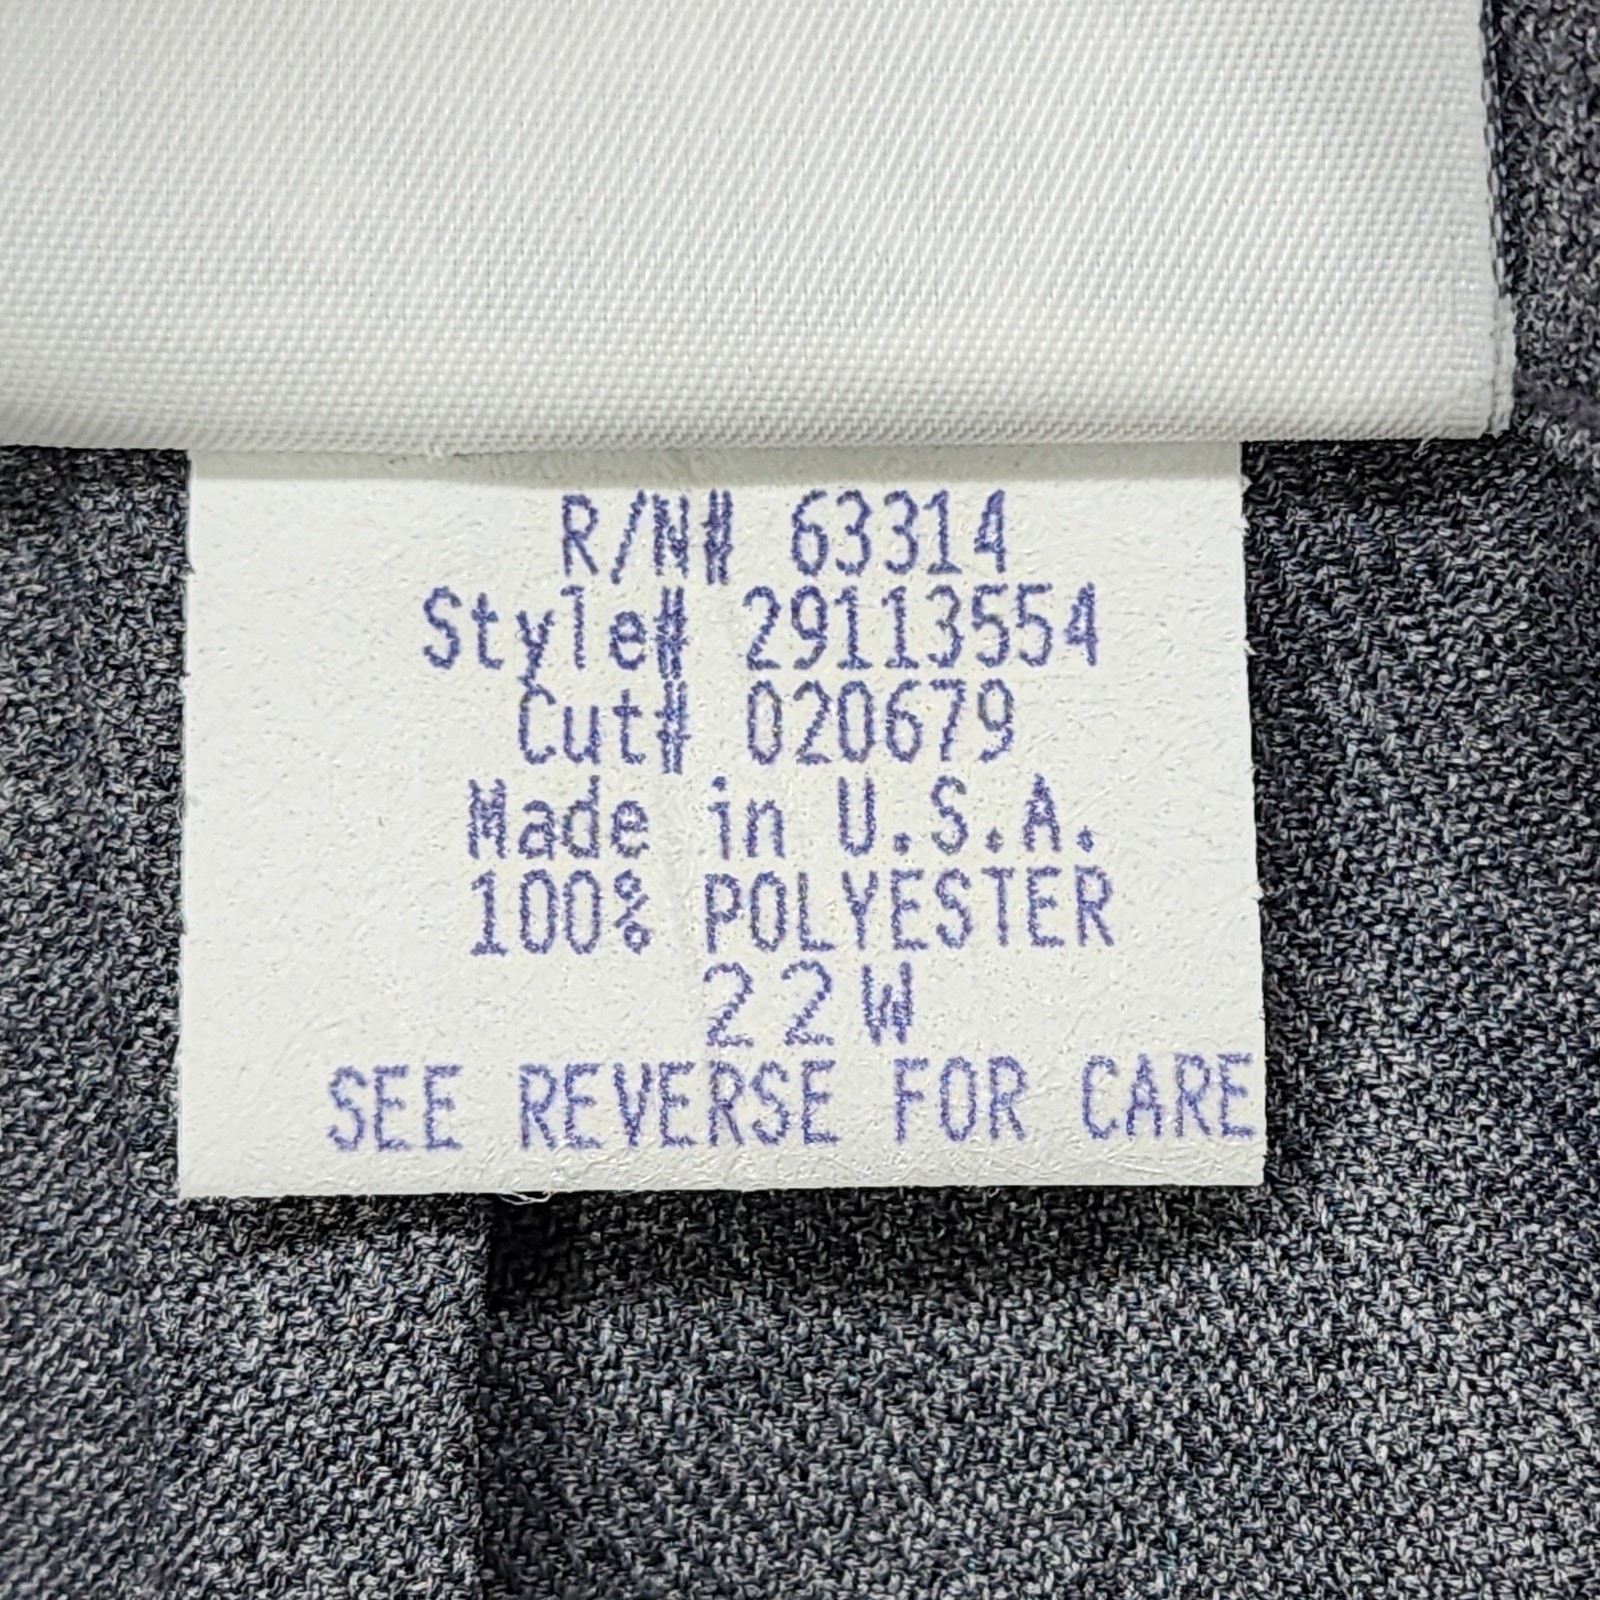 R/N# 63314
Style# 29113554
Cut# 020679
Made in U.S.A.
100% POLYESTER
22W
SEE REVERSE FOR CARE